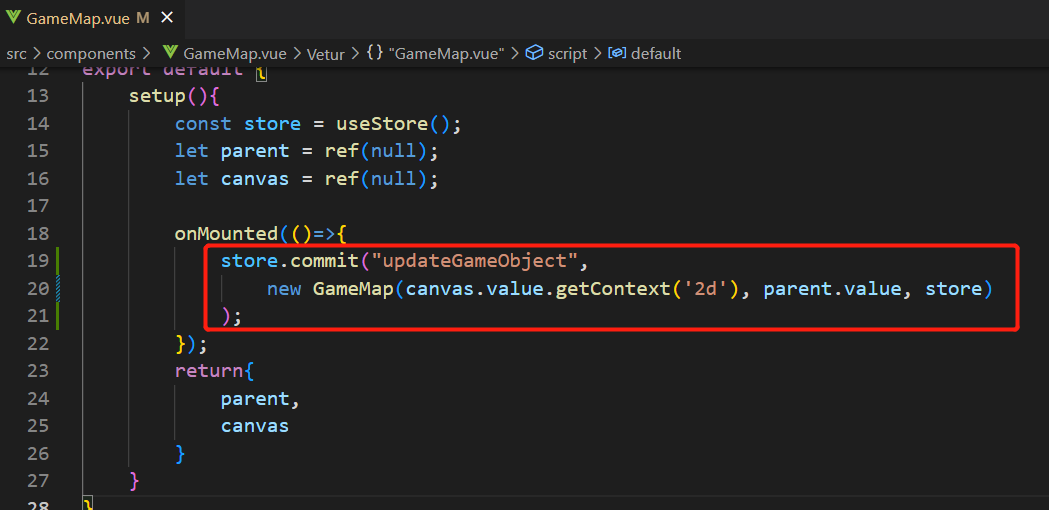 GameMap.vue M
src > components > GameMap.vue > Vetur > {} "GameMap.vue" > script > default
12 export default {
13 setup(){
14 const store = useStore();
15 let parent = ref(null);
16 let canvas = ref(null);
17
18 onMounted(()=>{
19 store.commit("updateGameObject",
20 new GameMap(canvas.value.getContext('2d'), parent.value, store)
21 );
22 });
23 return{
24 parent,
25 canvas
26 }
27 }
28 }